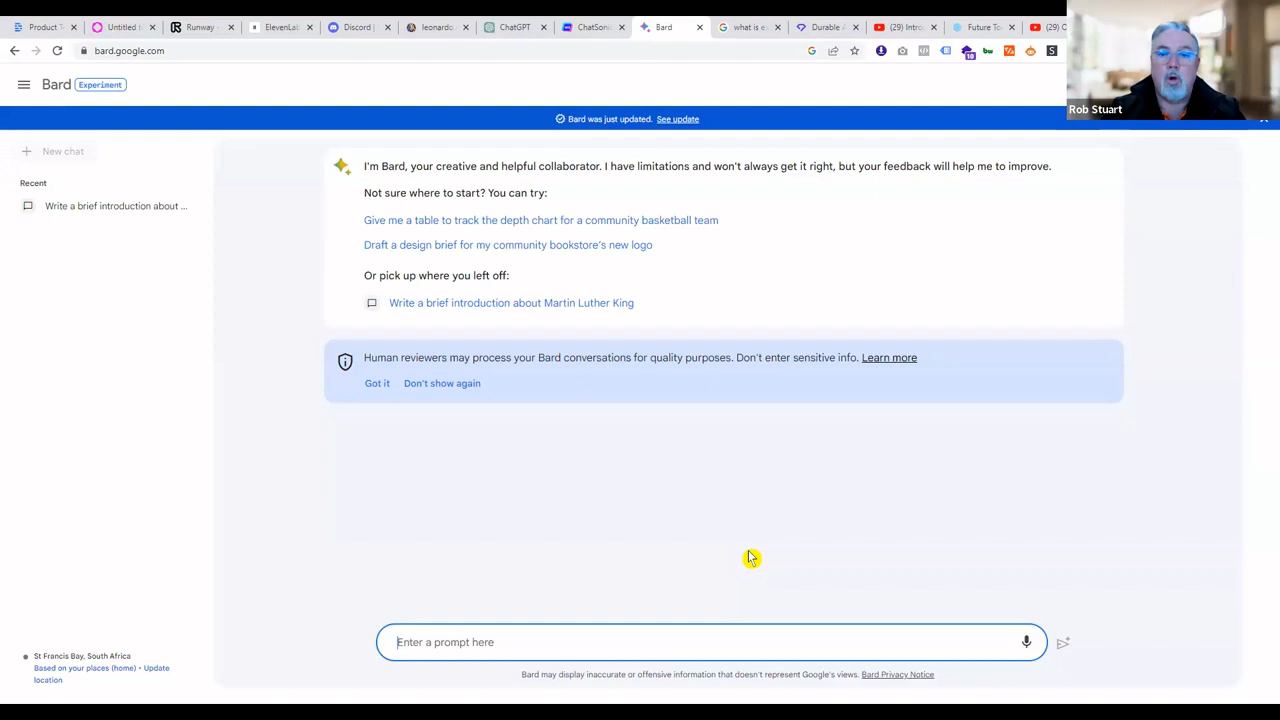 Product T
Untitled
Runway -
ElevenLab
Discord |
leonardo
ChatGPT
ChatSonic
Bard
what is ex
Durable A
(29) Intro
Future To
(29) O
bard.google.com
Bard Experiment
Rob Stuart
Bard was just updated. See update
New chat
Recent
Write a brief introduction about ...
I'm Bard, your creative and helpful collaborator. I have limitations and won't always get it right, but your feedback will help me to improve.
Not sure where to start? You can try:
Give me a table to track the depth chart for a community basketball team
Draft a design brief for my community bookstore's new logo
Or pick up where you left off:
Write a brief introduction about Martin Luther King
Human reviewers may process your Bard conversations for quality purposes. Don't enter sensitive info. Learn more
Got it Don't show again
Enter a prompt here
Bard may display inaccurate or offensive information that doesn't represent Google's views. Bard Privacy Notice
St Francis Bay, South Africa
Based on your places (home) • Update
location